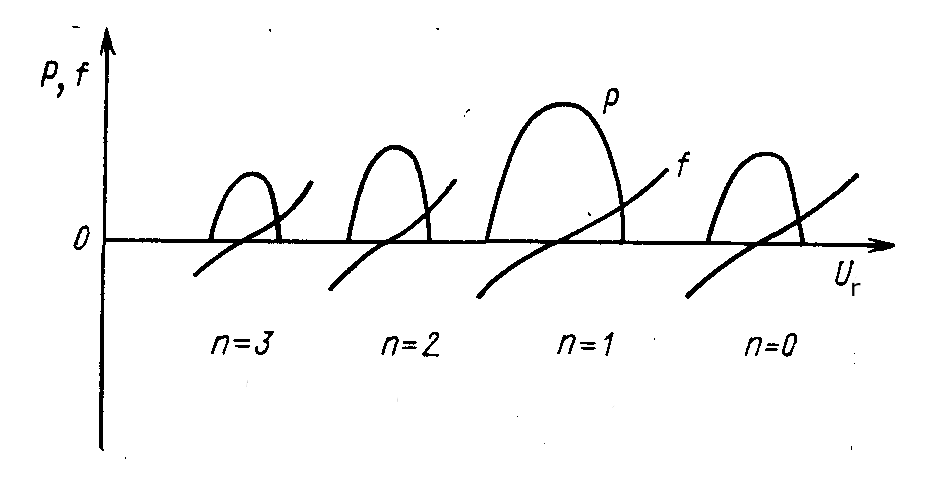 P, f
P
f
0
U_r
n=3 n=2 n=1 n=0